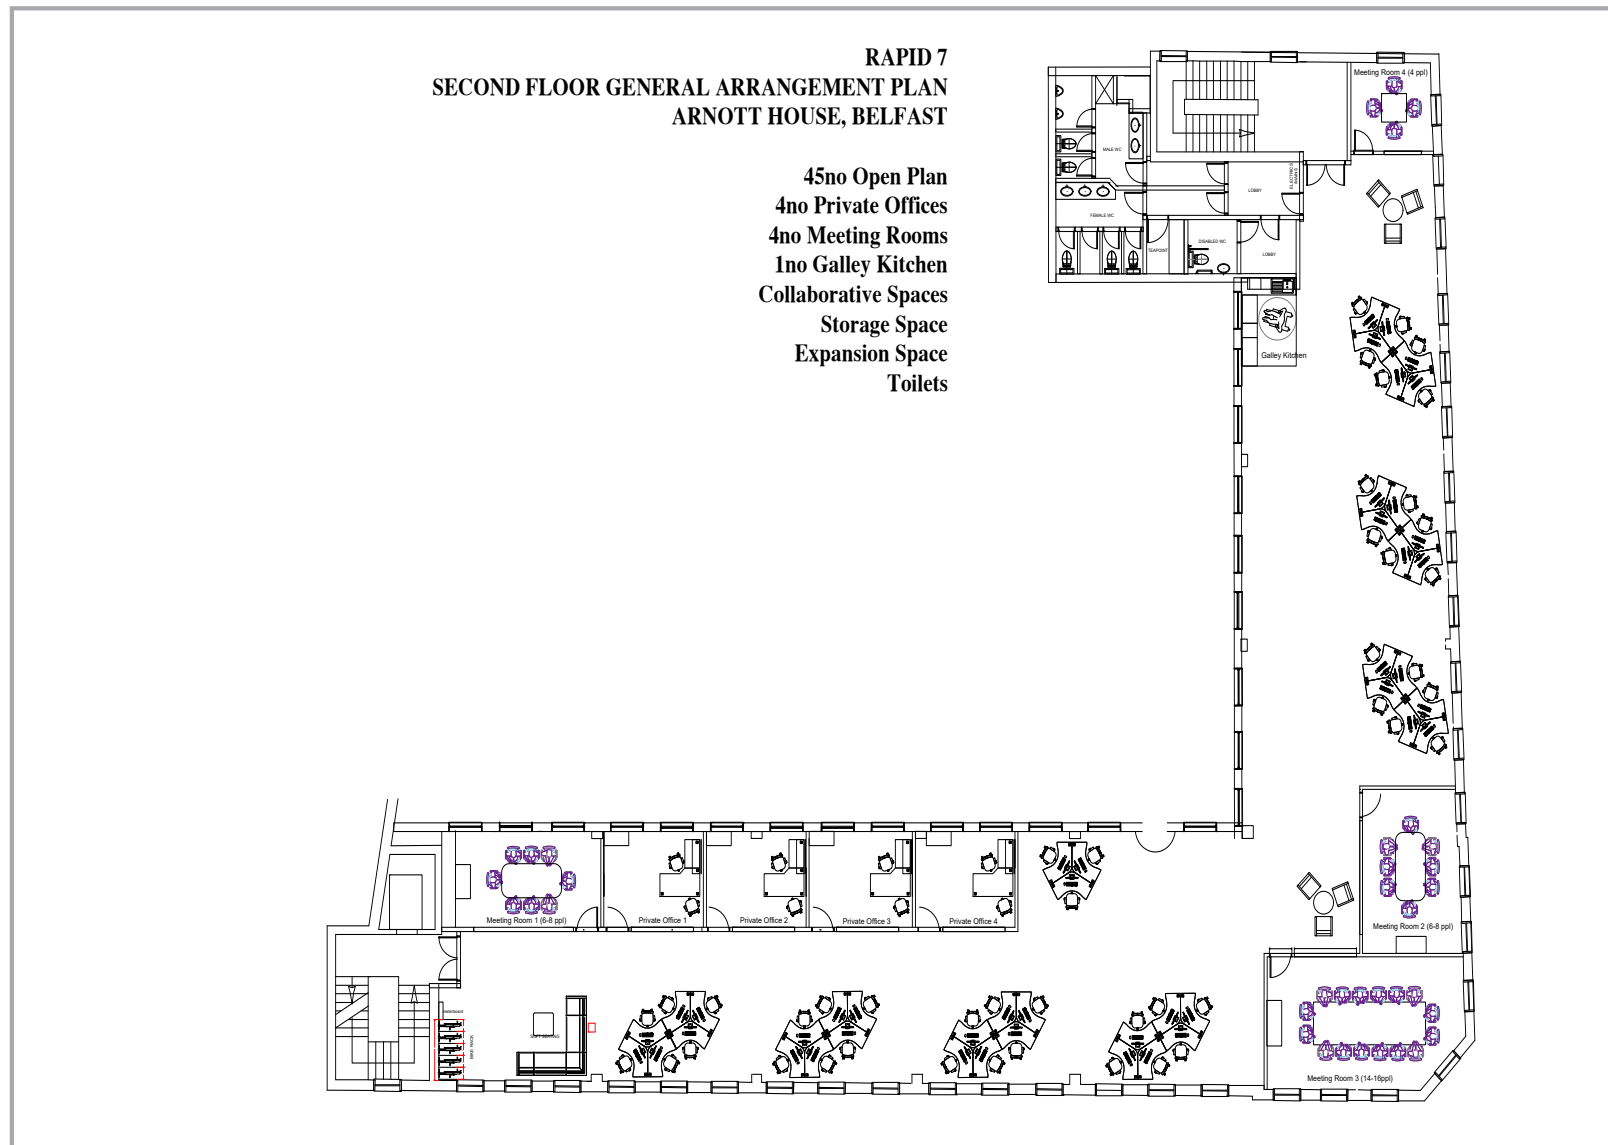 RAPID 7
SECOND FLOOR GENERAL ARRANGEMENT PLAN
ARNOTT HOUSE, BELFAST
45no Open Plan
4no Private Offices
4no Meeting Rooms
1no Galley Kitchen
Collaborative Spaces
Storage Space
Expansion Space
Toilets
Meeting Room 4 (4 ppl)
MALE WC
LOBBY
ELECTRIC'S
MAINS
FEMALE WC
TEAPOINT
DISABLED WC
LOBBY
Galley Kitchen
Meeting Room 1 (6-8 ppl)
Private Office 1
Private Office 2
Private Office 3
Private Office 4
Meeting Room 2 (6-8 ppl)
BIKE RACK
SOFT SEATING
Meeting Room 3 (14-16ppl)